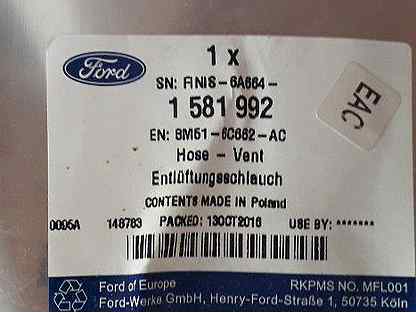 Ford
1 x
SN: FINIS-6A664-
1 581 992
EAC
EN: 8M51-6C662-AC
Hose - Vent
Entlüftungsschlauch
CONTENTS MADE IN Poland
0095A 148783 PACKED: 13OCT2016 USE BY: *******
Ford of Europe RKPMS NO. MFL001
Ford-Werke GmbH, Henry-Ford-Straße 1, 50735 Köln